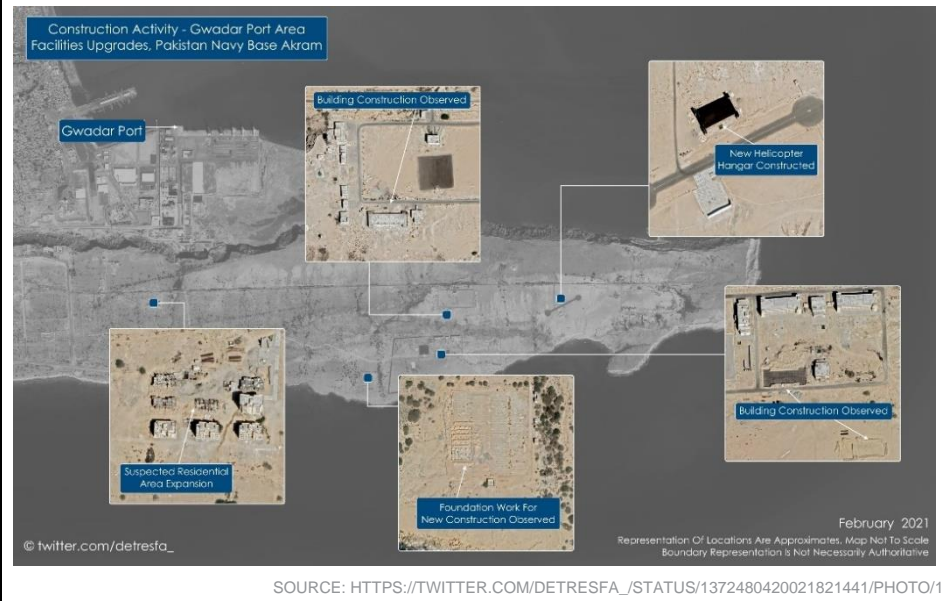 Construction Activity - Gwadar Port Area
Facilities Upgrades, Pakistan Navy Base Akram
Gwadar Port
Building Construction Observed
New Helicopter
Hangar Constructed
Suspected Residential
Area Expansion
Foundation Work For
New Construction Observed
Building Construction Observed
February 2021
Representation Of Locations Are Approximates. Map Not To Scale
Boundary Representation Is Not Necessarily Authoritative
© twitter.com/detresfa_
SOURCE: HTTPS://TWITTER.COM/DETRESFA_/STATUS/1372480420021821441/PHOTO/1